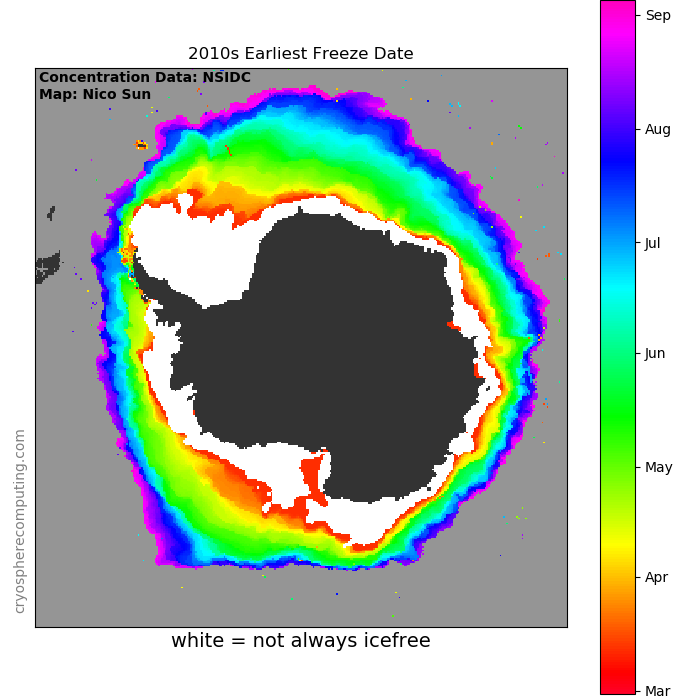 2010s Earliest Freeze Date
Concentration Data: NSIDC
Map: Nico Sun
Sep
Aug
Jul
Jun
May
Apr
Mar
cryospherecomputing.com
white = not always icefree